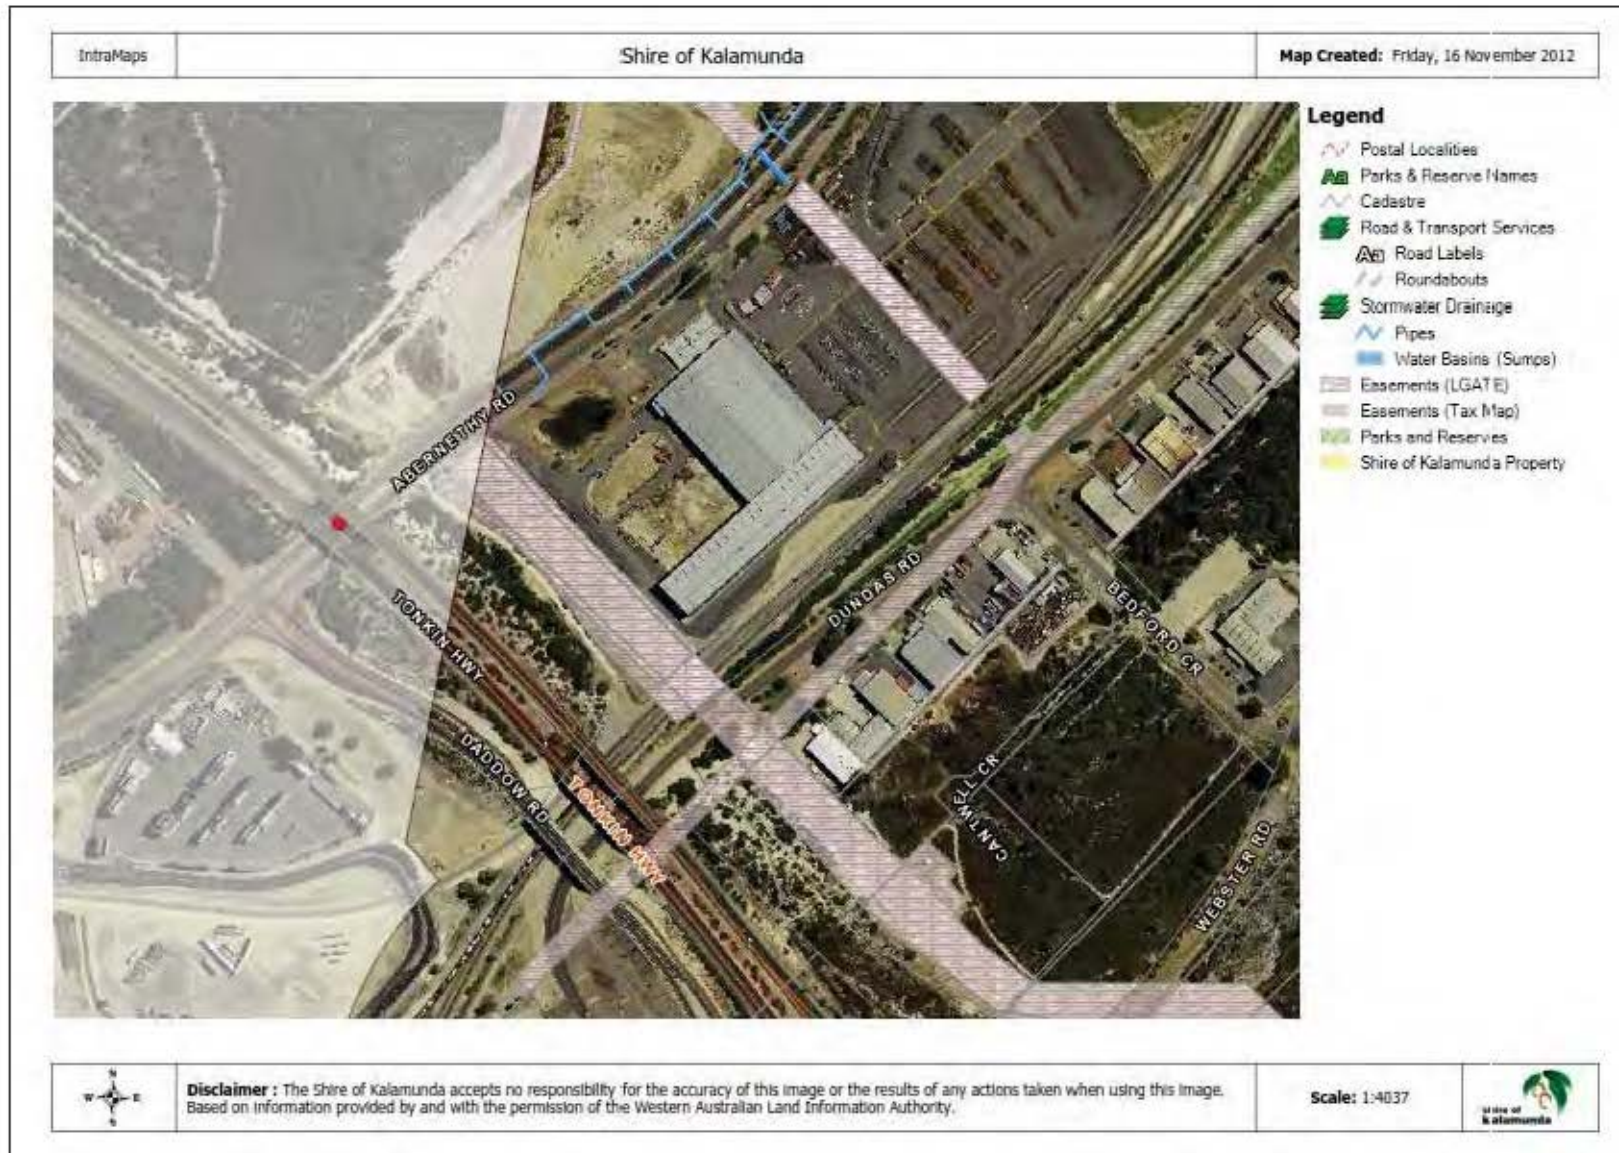 IntraMaps
Shire of Kalamunda
Map Created: Friday, 16 November 2012
Legend
Postal Localities
Aa Parks & Reserve Names
Cadastre
Road & Transport Services
Aa Road Labels
Roundabouts
Stormwater Drainage
Pipes
Water Basins (Sumps)
Easements (LGATE)
Easements (Tax Map)
Parks and Reserves
Shire of Kalamunda Property
ABERNETHY RD
TONKIN HWY
DADDOW RD
TONKIN HWY
DUNDAS RD
BEDFORD CR
CANTWELL CR
WEBSTER RD
N
W E
S
Disclaimer : The Shire of Kalamunda accepts no responsibility for the accuracy of this image or the results of any actions taken when using this image.
Based on information provided by and with the permission of the Western Australian Land Information Authority.
Scale: 1:4037
shire of
kalamunda